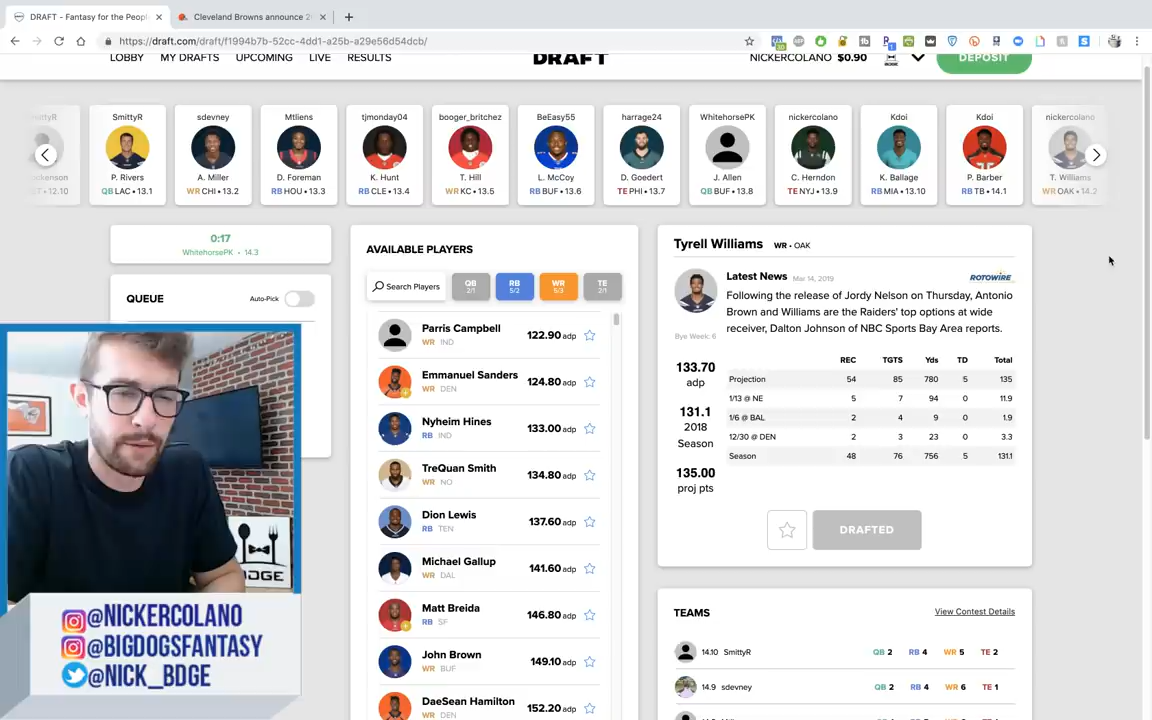 DRAFT - Fantasy for the Peopl
Cleveland Browns announce 2
https://draft.com/draft/f1994b7b-52cc-4dd1-a25b-a29e56d54dcb/
LOBBY MY DRAFTS UPCOMING LIVE RESULTS
DRAFT
NICKERCOLANO $0.90
DEPOSIT
SmittyR
P. Rivers
QB LAC • 13.1
sdevney
A. Miller
WR CHI • 13.2
Mtliens
D. Foreman
RB HOU • 13.3
tjmonday04
K. Hunt
RB CLE • 13.4
booger_britchez
T. Hill
WR KC • 13.5
BeEasy55
L. McCoy
RB BUF • 13.6
harrage24
D. Goedert
TE PHI • 13.7
WhitehorsePK
J. Allen
QB BUF • 13.8
nickercolano
C. Herndon
TE NYJ • 13.9
Kdoi
K. Ballage
RB MIA • 13.10
Kdoi
P. Barber
RB TB • 14.1
nickercolano
T. Williams
WR OAK • 14.2
0:17
WhitehorsePK • 14.3
QUEUE
Auto-Pick
AVAILABLE PLAYERS
Search Players
QB
2/1
RB
5/2
WR
5/3
TE
2/1
Parris Campbell
WR IND
122.90 adp
Emmanuel Sanders
WR DEN
124.80 adp
Nyheim Hines
RB IND
133.00 adp
TreQuan Smith
WR NO
134.80 adp
Dion Lewis
RB TEN
137.60 adp
Michael Gallup
WR DAL
141.60 adp
Matt Breida
RB SF
146.80 adp
John Brown
WR BUF
149.10 adp
DaeSean Hamilton
WR DEN
152.20 adp
Tyrell Williams WR • OAK
Latest News Mar 14, 2019
ROTOWIRE
Following the release of Jordy Nelson on Thursday, Antonio
Brown and Williams are the Raiders' top options at wide
receiver, Dalton Johnson of NBC Sports Bay Area reports.
Bye Week: 6
133.70
adp
131.1
2018
Season
135.00
proj pts
REC TGTS Yds TD Total
Projection 54 85 780 5 135
1/13 @ NE 5 7 94 0 11.9
1/6 @ BAL 2 4 9 0 1.9
12/30 @ DEN 2 3 23 0 3.3
Season 48 76 756 5 131.1
DRAFTED
TEAMS
View Contest Details
14.10 SmittyR QB 2 RB 4 WR 5 TE 2
14.9 sdevney QB 2 RB 4 WR 6 TE 1
BDGE
@NICKERCOLANO
@BIGDOGSFANTASY
@NICK_BDGE